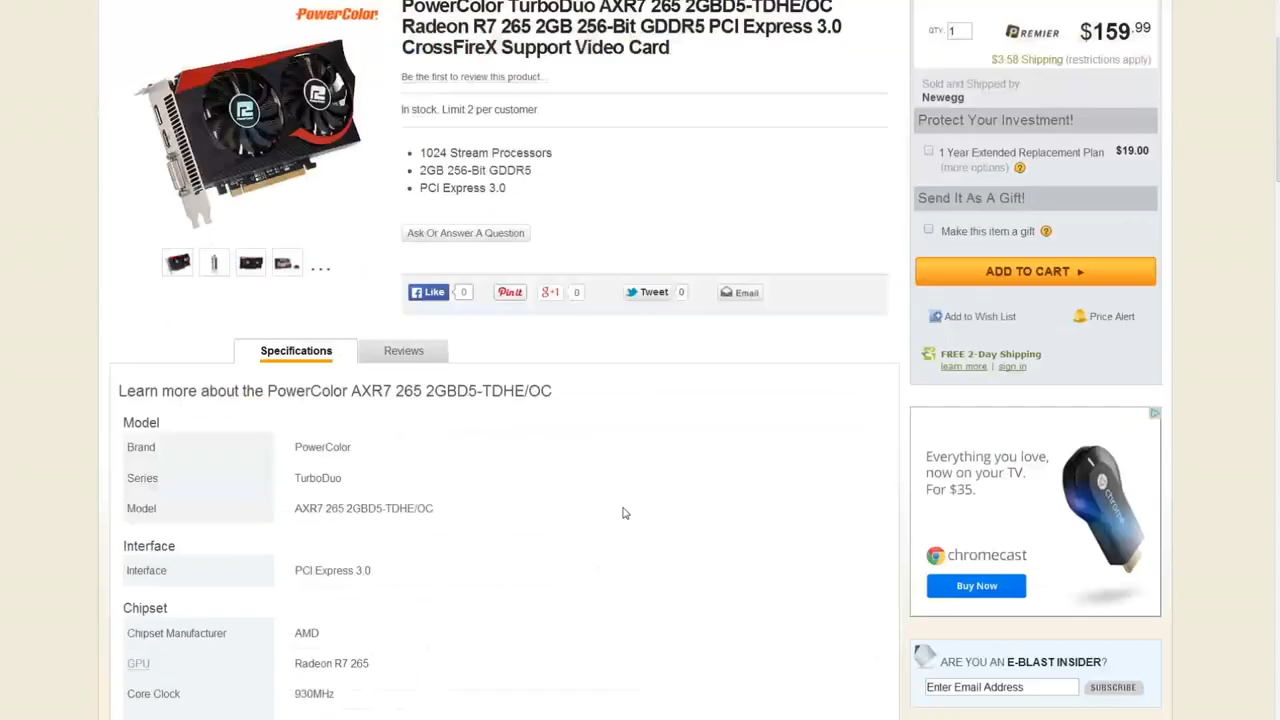 PowerColor
PowerColor TurboDuo AXR7 265 2GBD5-TDHE/OC
Radeon R7 265 2GB 256-Bit GDDR5 PCI Express 3.0
CrossFireX Support Video Card
Be the first to review this product...
In stock. Limit 2 per customer
• 1024 Stream Processors
• 2GB 256-Bit GDDR5
• PCI Express 3.0
Ask Or Answer A Question
...
Like 0
Pin it
g+1 0
Tweet 0
Email
QTY. 1
PREMIER
$159.99
$3.58 Shipping (restrictions apply)
Sold and Shipped by
Newegg
Protect Your Investment!
1 Year Extended Replacement Plan $19.00
(more options) ?
Send It As A Gift!
Make this item a gift ?
ADD TO CART ▸
Add to Wish List
Price Alert
FREE 2-Day Shipping
learn more | sign in
Specifications
Reviews
Learn more about the PowerColor AXR7 265 2GBD5-TDHE/OC
Model
Brand PowerColor
Series TurboDuo
Model AXR7 265 2GBD5-TDHE/OC
Interface
Interface PCI Express 3.0
Chipset
Chipset Manufacturer AMD
GPU Radeon R7 265
Core Clock 930MHz
Everything you love,
now on your TV.
For $35.
chrome
chromecast
Buy Now
ARE YOU AN E-BLAST INSIDER?
Enter Email Address
SUBSCRIBE